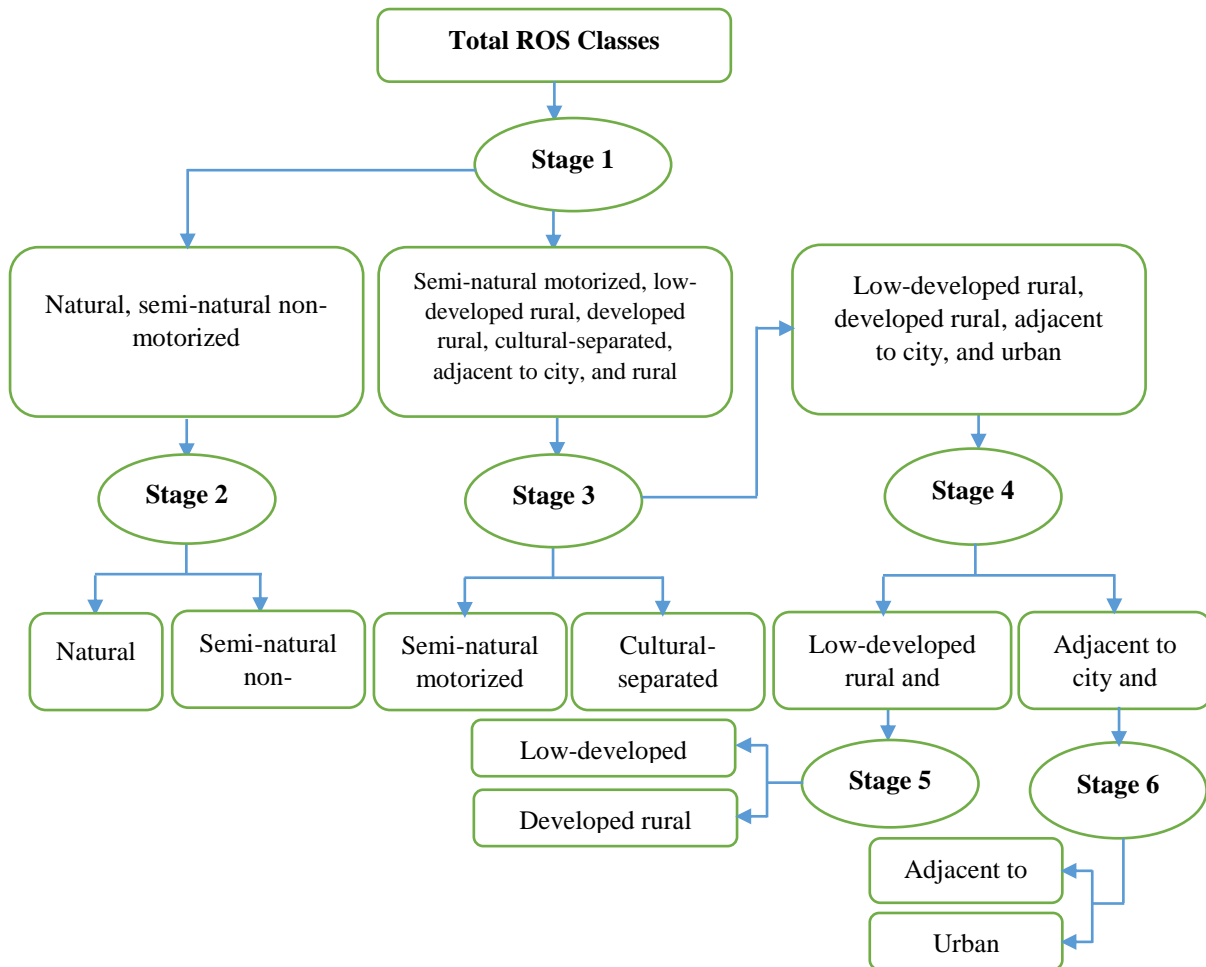 Total ROS Classes
Stage 1
Natural, semi-natural non-
motorized
Semi-natural motorized, low-
developed rural, developed
rural, cultural-separated,
adjacent to city, and rural
Low-developed rural,
developed rural, adjacent
to city, and urban
Stage 2
Stage 3
Stage 4
Natural
Semi-natural
non-
Semi-natural
motorized
Cultural-
separated
Low-developed
rural and
Adjacent to
city and
Low-developed
Developed rural
Stage 5
Stage 6
Adjacent to
Urban